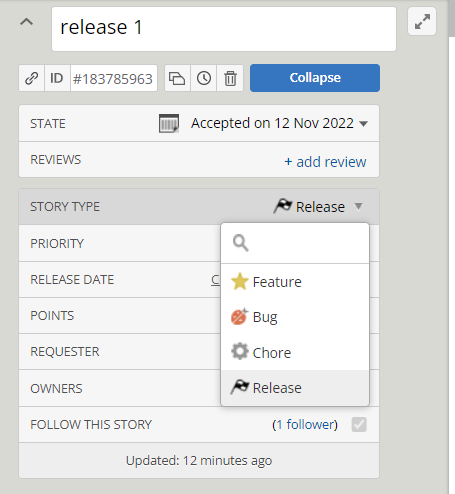 release 1
ID #183785963 Collapse
STATE Accepted on 12 Nov 2022
REVIEWS + add review
STORY TYPE Release
PRIORITY
RELEASE DATE C
Feature
POINTS
Bug
REQUESTER
Chore
OWNERS
Release
FOLLOW THIS STORY (1 follower)
Updated: 12 minutes ago